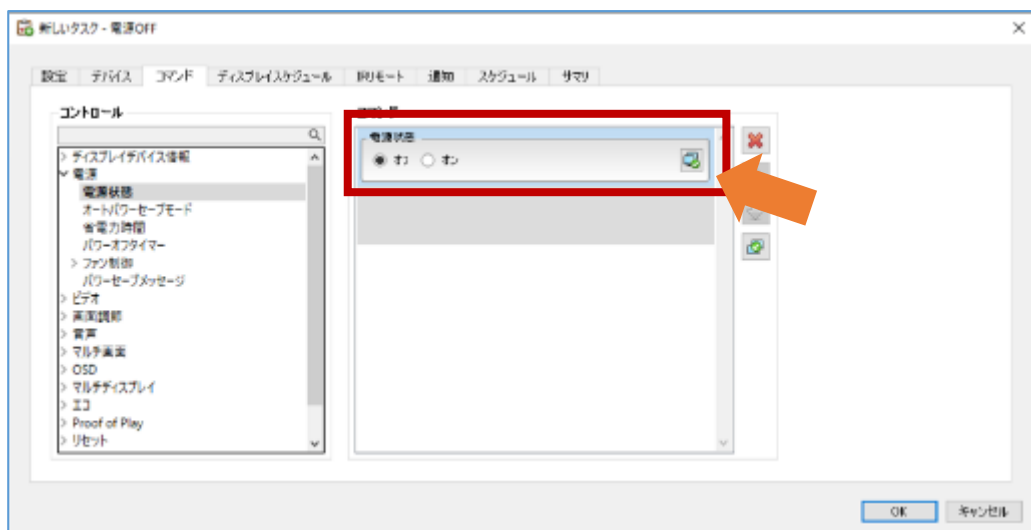 新しいタスク - 電源OFF
設定 デバイス コマンド ディスプレイスケジュール IRリモート 通知 スケジュール サマリ
コントロール
電源状態
オフ オン
> ディスプレイデバイス情報
電源
電源状態
オートパワーセーブモード
省電力時間
パワーオフタイマー
> ファン制御
パワーセーブメッセージ
> ビデオ
> 画面調節
> 音声
> マルチ画面
> OSD
> マルチディスプレイ
> エコ
> Proof of Play
> リセット
OK キャンセル